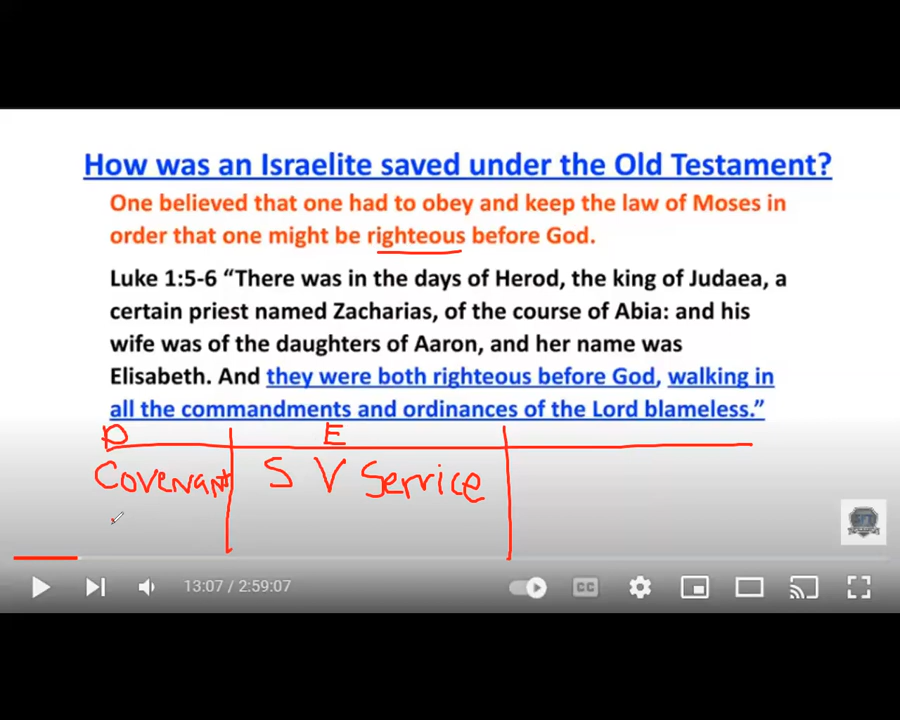 How was an Israelite saved under the Old Testament?
One believed that one had to obey and keep the law of Moses in
order that one might be righteous before God.
Luke 1:5-6 “There was in the days of Herod, the king of Judaea, a
certain priest named Zacharias, of the course of Abia: and his
wife was of the daughters of Aaron, and her name was
Elisabeth. And they were both righteous before God, walking in
all the commandments and ordinances of the Lord blameless.”
D E
Covenant S V Service
13:07 / 2:59:07 CC